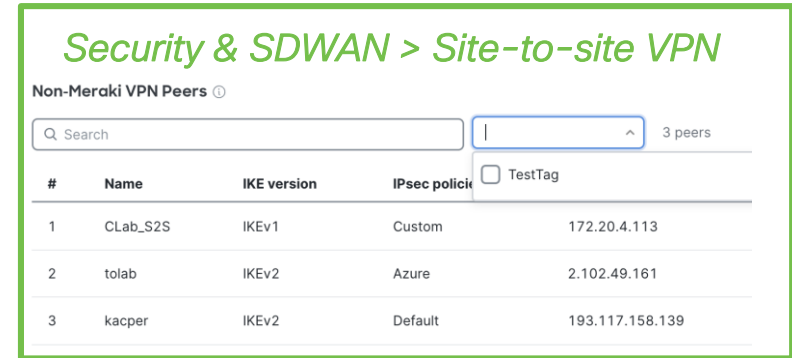 Security & SDWAN > Site-to-site VPN
Non-Meraki VPN Peers
Search 3 peers
TestTag
# Name IKE version IPsec policie
1 CLab_S2S IKEv1 Custom 172.20.4.113
2 tolab IKEv2 Azure 2.102.49.161
3 kacper IKEv2 Default 193.117.158.139